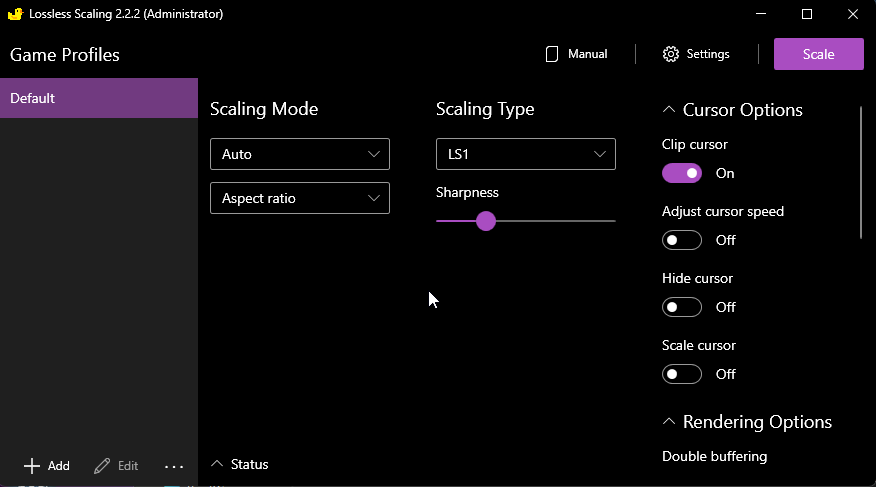 Lossless Scaling 2.2.2 (Administrator)
Game Profiles
Manual
Settings
Scale
Default
Scaling Mode
Auto
Aspect ratio
Scaling Type
LS1
Sharpness
Cursor Options
Clip cursor
On
Adjust cursor speed
Off
Hide cursor
Off
Scale cursor
Off
Rendering Options
Double buffering
Add
Edit
Status